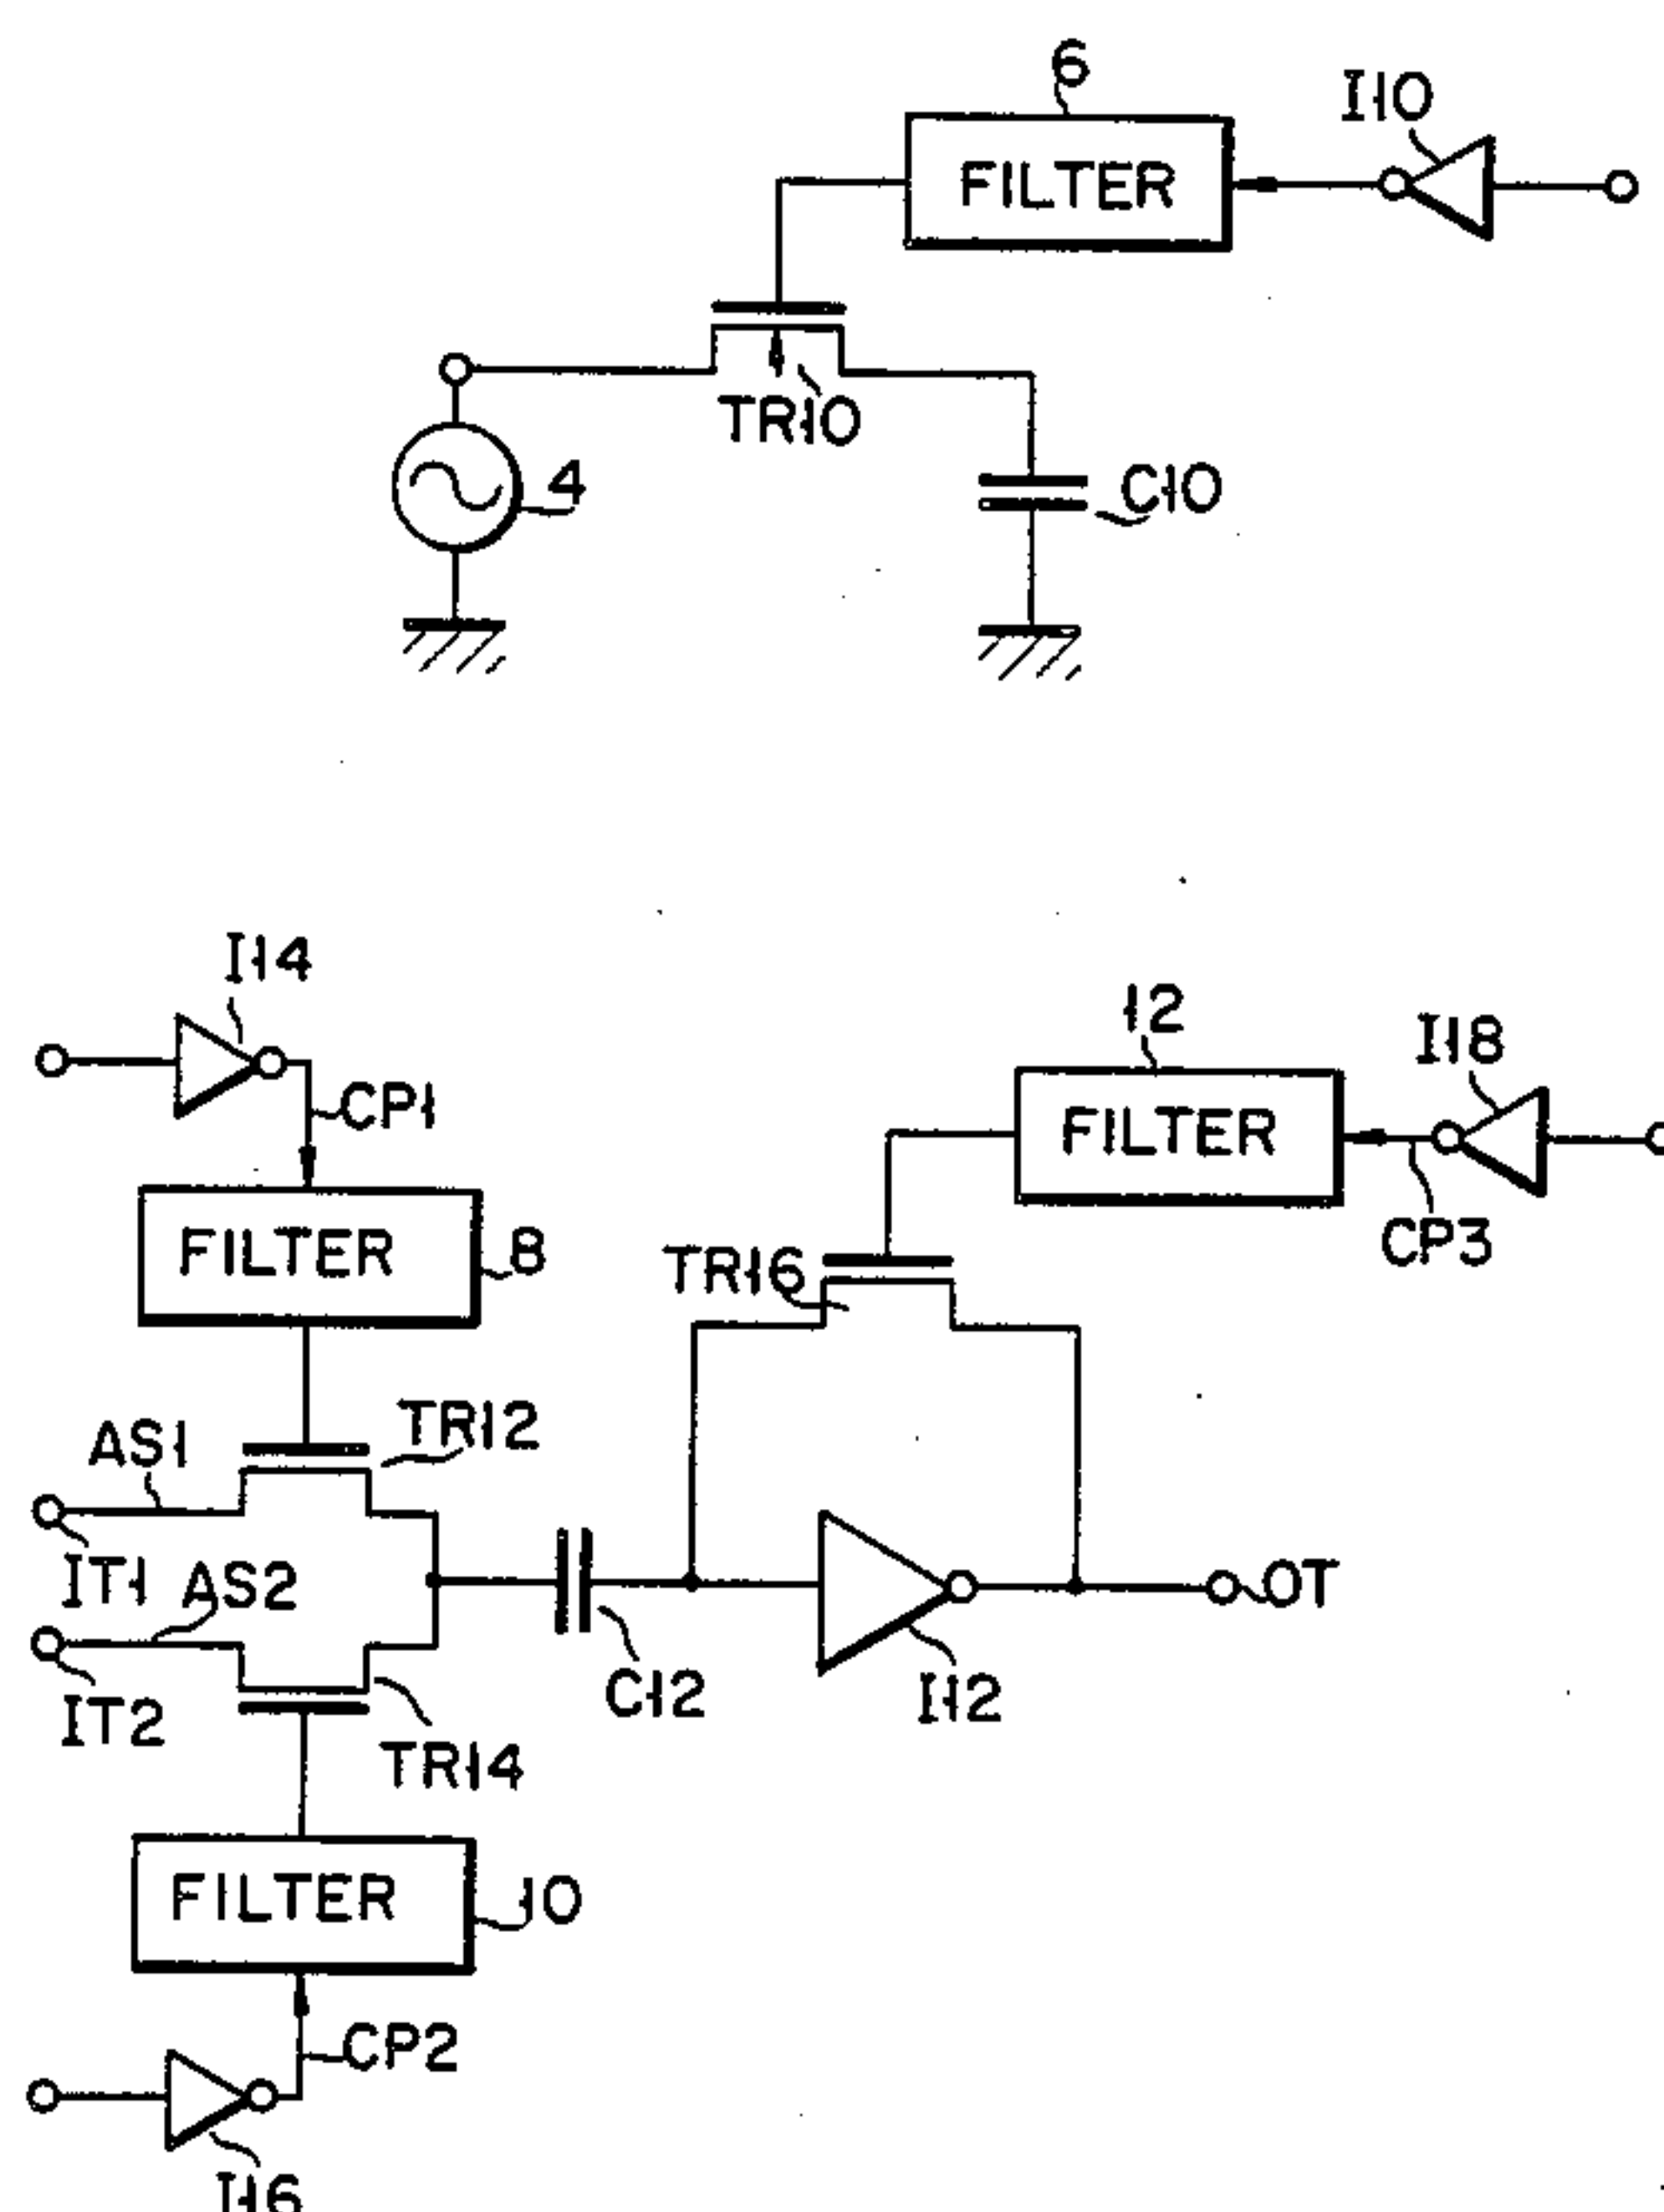 6
I10
FILTER
TR10
4
C10
I14
CP1
12
I18
FILTER
CP3
FILTER
8
TR16
AS1
TR12
IT1
AS2
OT
IT2
C12
I12
TR14
FILTER
10
CP2
I16